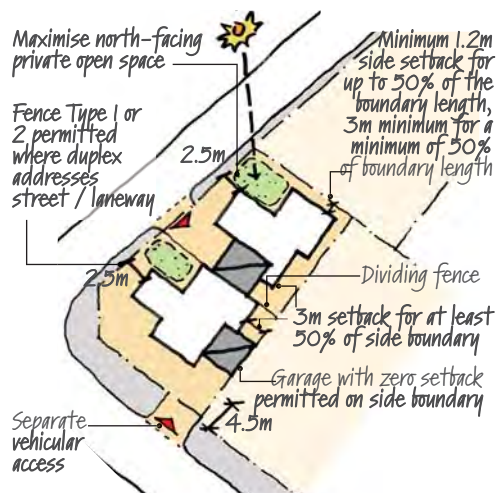 Maximise north-facing
private open space
Minimum 1.2m
side setback for
up to 50% of the
boundary length,
3m minimum for a
minimum of 50%
of boundary length
Fence Type 1 or
2 permitted
where duplex
addresses
street / laneway
2.5m
2.5m
Dividing fence
3m setback for at least
50% of side boundary
Garage with zero setback
permitted on side boundary
4.5m
Separate
vehicular
access